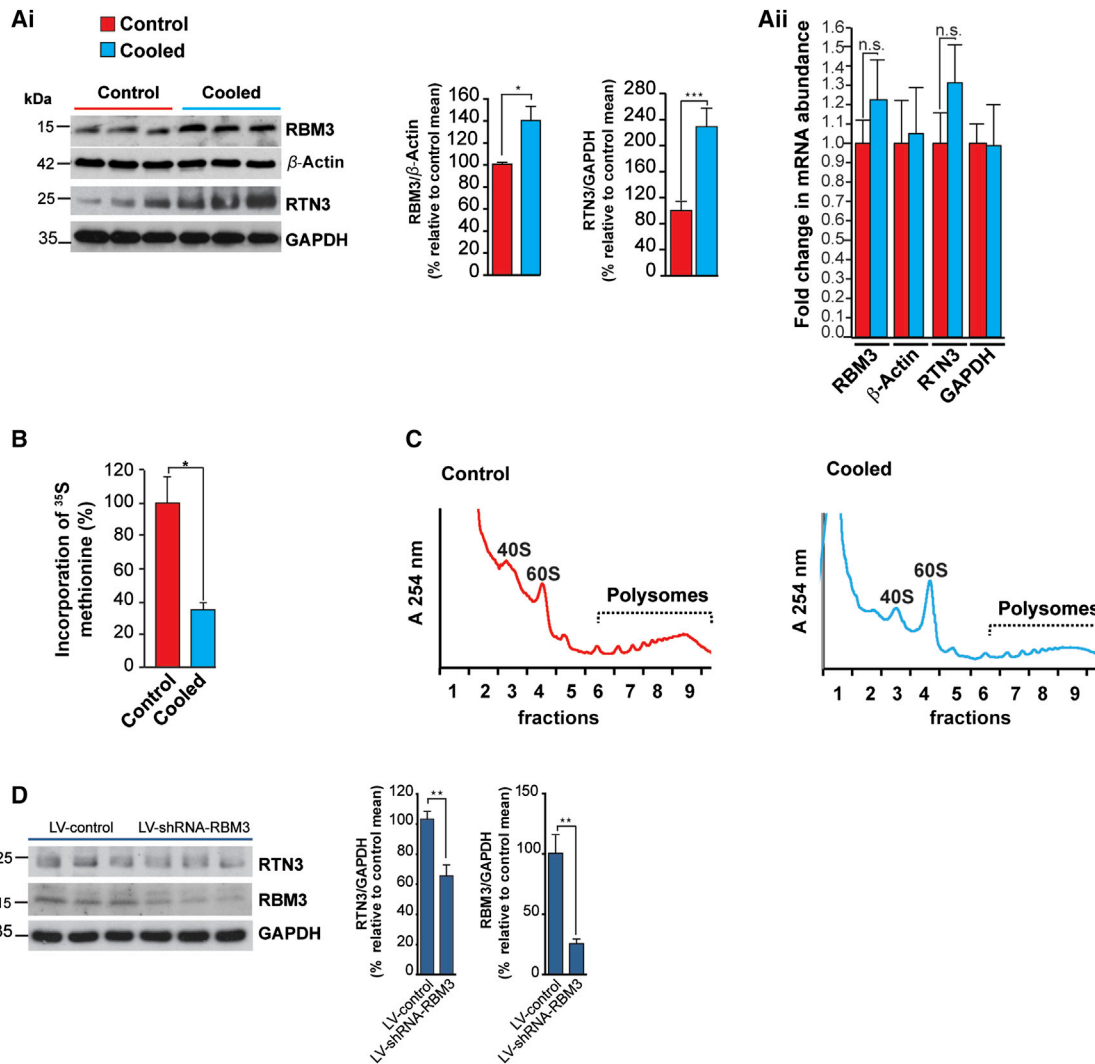 Ai
Control
Cooled
kDa
Control
Cooled
15
RBM3
42
β-Actin
25
RTN3
35
GAPDH
RBM3/β-Actin
(% relative to control mean)
160
140
120
100
80
60
40
20
0
*
RTN3/GAPDH
(% relative to control mean)
280
240
200
160
120
80
40
0
***
Aii
Fold change in mRNA abundance
1.6
1.5
1.4
1.3
1.2
1.1
1.0
0.9
0.8
0.7
0.6
0.5
0.4
0.3
0.2
0.1
0.0
n.s.
n.s.
RBM3
β-Actin
RTN3
GAPDH
B
Incorporation of 35S
methionine (%)
120
100
80
60
40
20
0
*
Control
Cooled
C
Control
A 254 nm
40S
60S
Polysomes
1 2 3 4 5 6 7 8 9
fractions
Cooled
A 254 nm
40S
60S
Polysomes
1 2 3 4 5 6 7 8 9
fractions
D
LV-control
LV-shRNA-RBM3
25
RTN3
15
RBM3
35
GAPDH
RTN3/GAPDH
(% relative to control mean)
120
100
80
60
40
20
0
**
LV-control
LV-shRNA-RBM3
RBM3/GAPDH
(% relative to control mean)
150
100
50
0
**
LV-control
LV-shRNA-RBM3